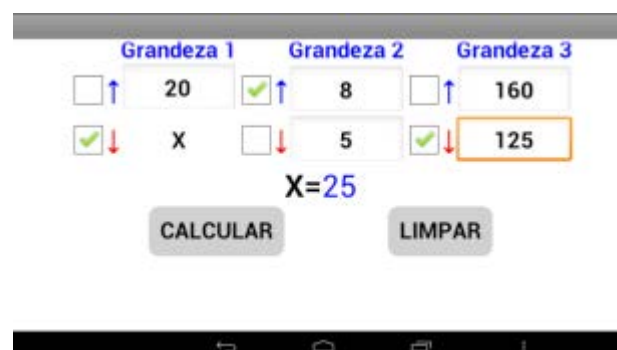 Grandeza 1 Grandeza 2 Grandeza 3
↑ 20 ↑ 8 ↑ 160
↓ X ↓ 5 ↓ 125
X=25
CALCULAR LIMPAR